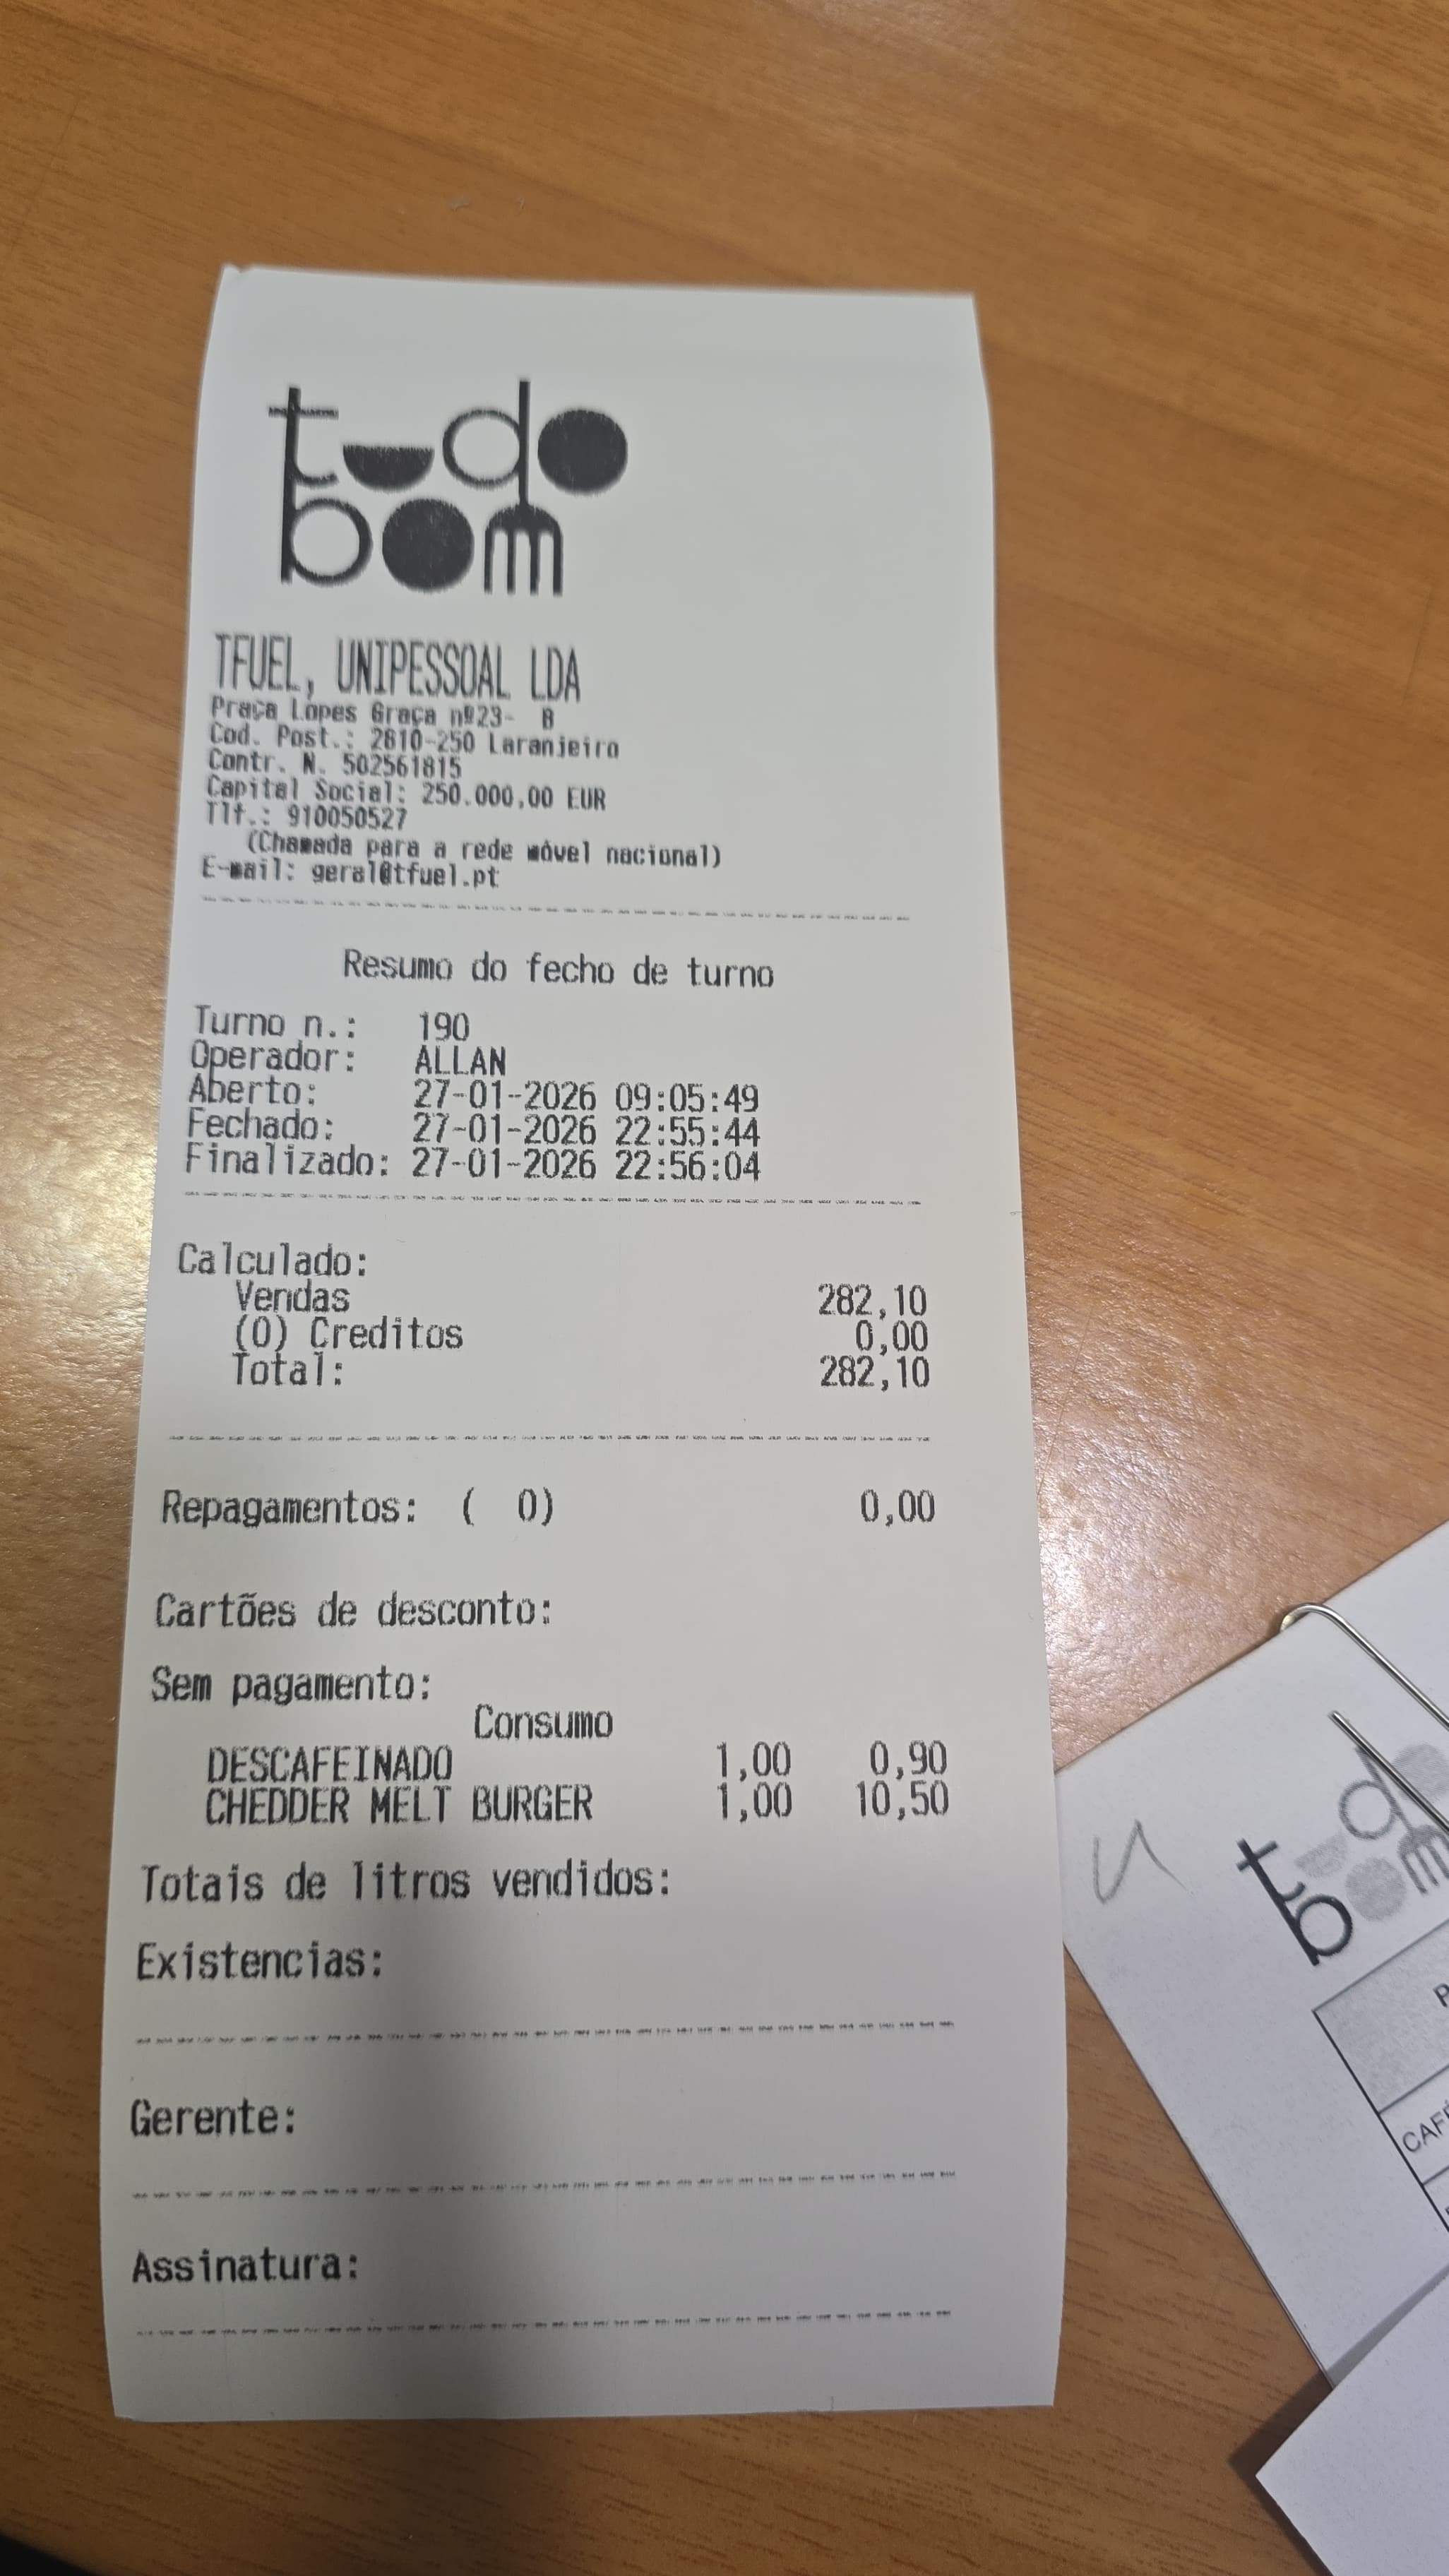 tudo
bom
TFUEL, UNIPESSOAL LDA
Praça Lopes Graça nº23- B
Cod. Post.: 2810-250 Laranjeiro
Contr. N. 502561815
Capital Social: 250.000,00 EUR
Tlf.: 910050527
(Chamada para a rede móvel nacional)
E-mail: geral@tfuel.pt
Resumo do fecho de turno
Turno n.: 190
Operador: ALLAN
Aberto: 27-01-2026 09:05:49
Fechado: 27-01-2026 22:55:44
Finalizado: 27-01-2026 22:56:04
Calculado:
Vendas 282,10
(0) Creditos 0,00
Total: 282,10
Repagamentos: ( 0) 0,00
Cartões de desconto:
Sem pagamento:
Consumo
DESCAFEINADO 1,00 0,90
CHEDDER MELT BURGER 1,00 10,50
Totais de litros vendidos:
Existencias:
Gerente:
Assinatura:
tudo
bom